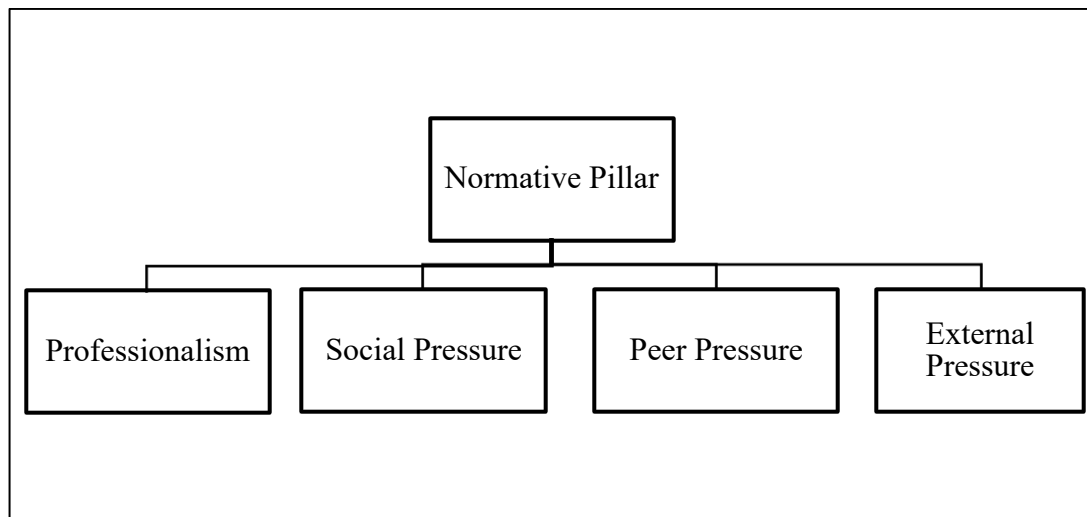 Normative Pillar
Professionalism
Social Pressure
Peer Pressure
External
Pressure